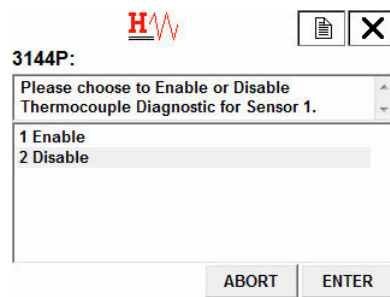 H
3144P:
Please choose to Enable or Disable
Thermocouple Diagnostic for Sensor 1.
1 Enable
2 Disable
ABORT ENTER